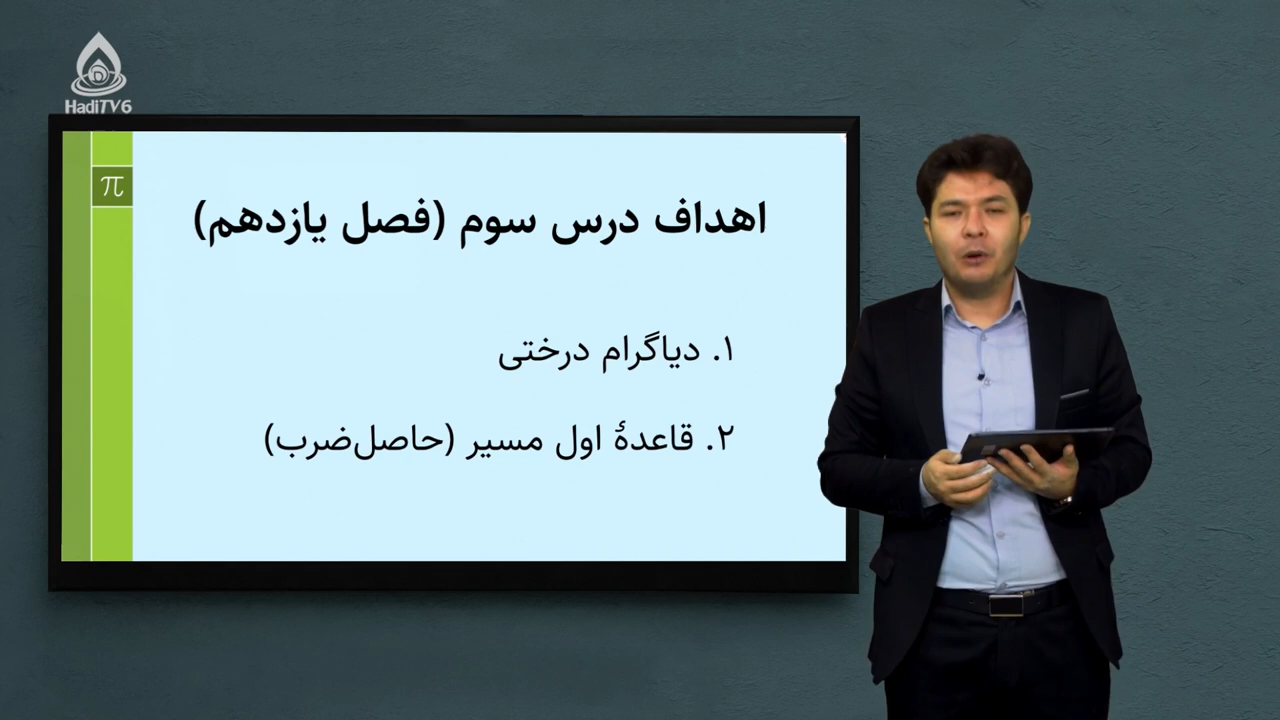 HadiTV6
π
اهداف درس سوم (فصل یازدهم)
۱. دیاگرام درختی
۲. قاعدهٔ اول مسیر (حاصل‌ضرب)